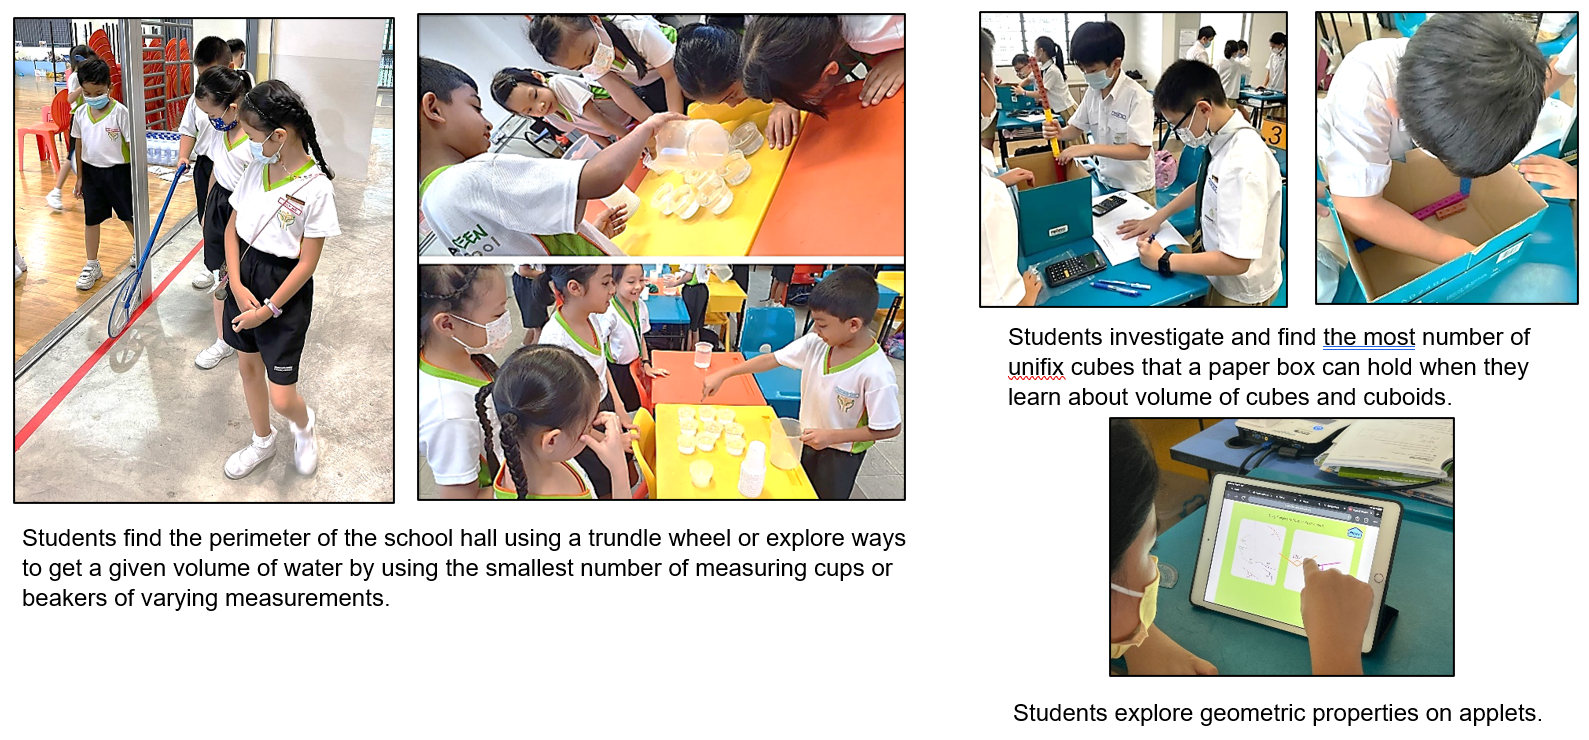 Students find the perimeter of the school hall using a trundle wheel or explore ways
to get a given volume of water by using the smallest number of measuring cups or
beakers of varying measurements.
3
Students investigate and find the most number of
unifix cubes that a paper box can hold when they
learn about volume of cubes and cuboids.
Students explore geometric properties on applets.